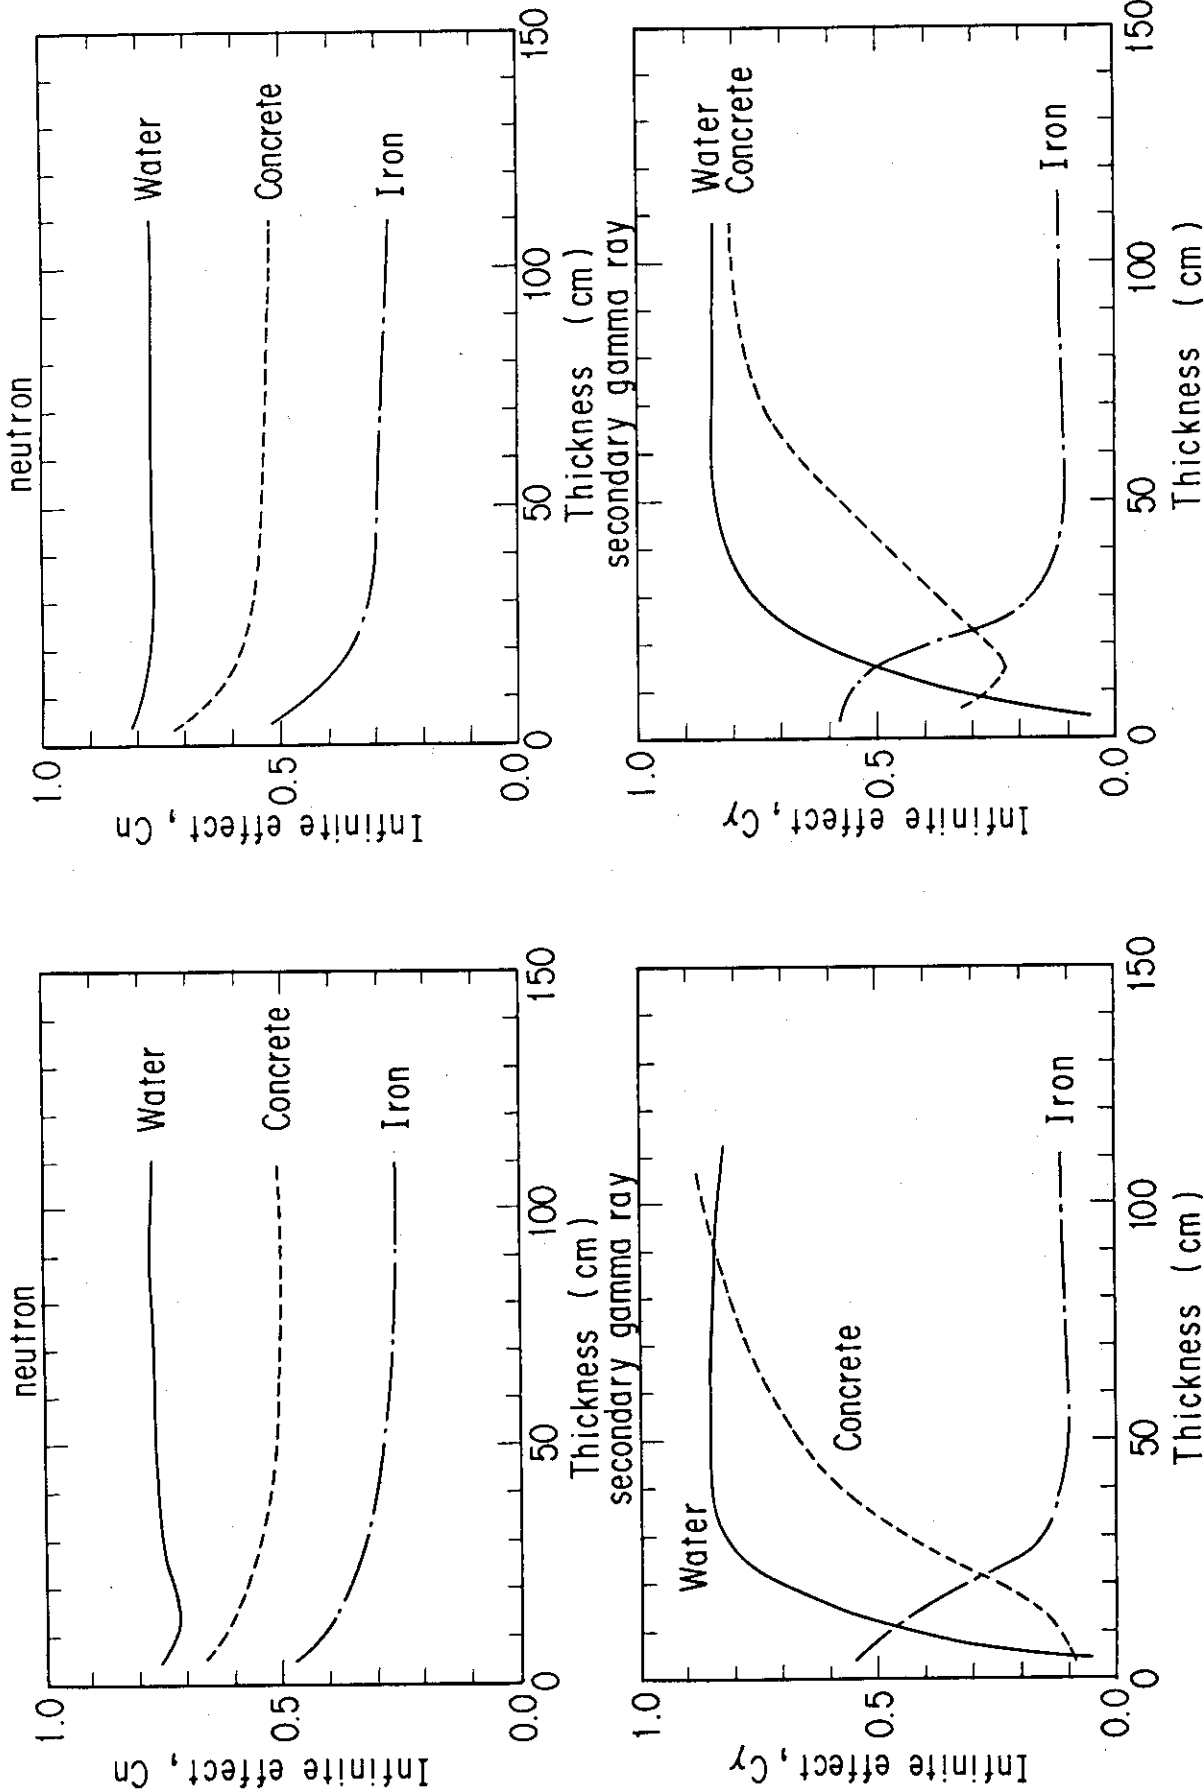 neutron
Infinite effect, Cn
1.0
0.5
0.0
Water
Concrete
Iron
0
50
100
150
Thickness (cm)
secondary gamma ray
Infinite effect, Cγ
1.0
0.5
0.0
Water
Concrete
Iron
0
50
100
150
Thickness (cm)
neutron
Infinite effect, Cn
1.0
0.5
0.0
Water
Concrete
Iron
0
50
100
150
Thickness (cm)
secondary gamma ray
Infinite effect, Cγ
1.0
0.5
0.0
Water
Concrete
Iron
0
50
100
150
Thickness (cm)